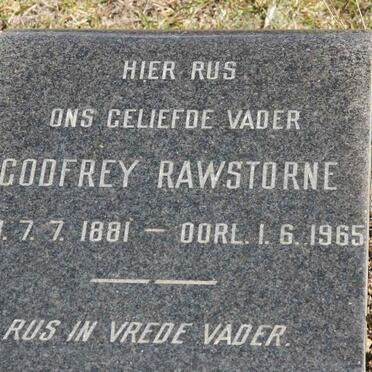 HIER RUS
ONS GELIEFDE VADER
GODFREY RAWSTORNE
7. 7. 1881 — OORL. 1. 6. 1965
RUS IN VREDE VADER.